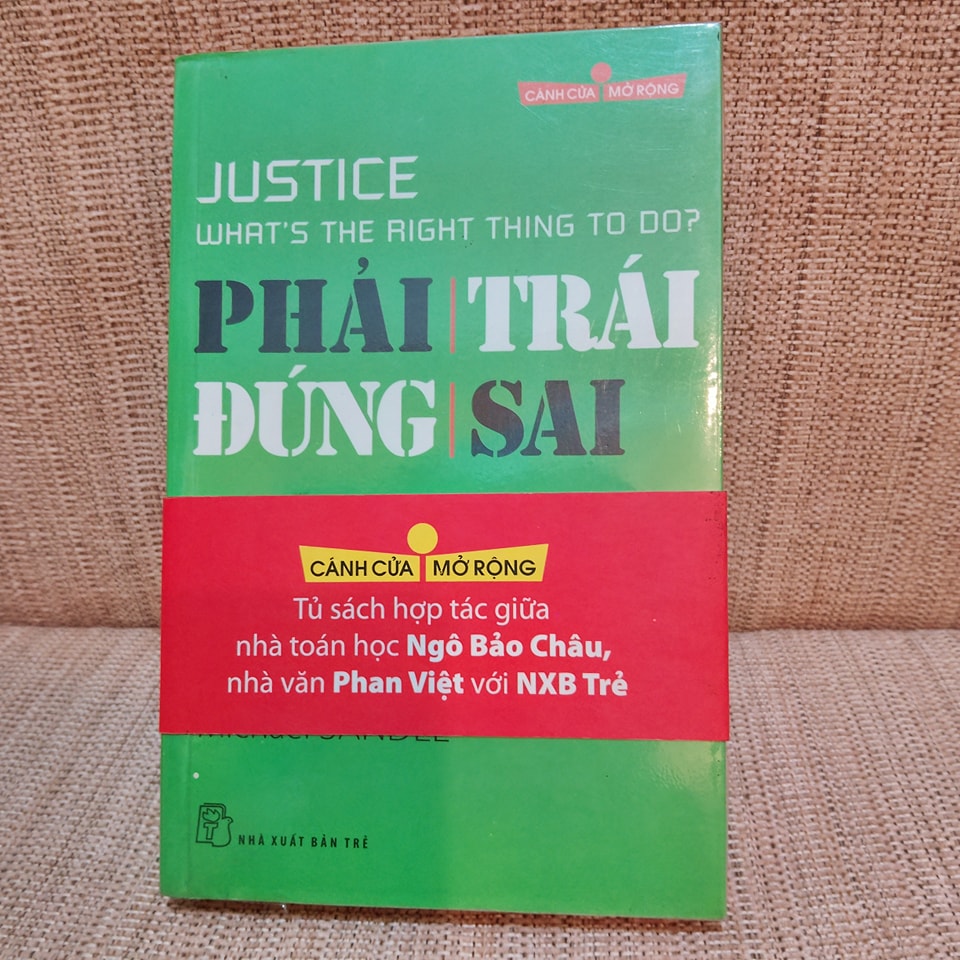 CÁNH CỬA MỞ RỘNG
JUSTICE
WHAT'S THE RIGHT THING TO DO?
PHẢI | TRÁI
ĐÚNG | SAI
CÁNH CỬA MỞ RỘNG
Tủ sách hợp tác giữa
nhà toán học Ngô Bảo Châu,
nhà văn Phan Việt với NXB Trẻ
Michael SANDEL
T
NHÀ XUẤT BẢN TRẺ